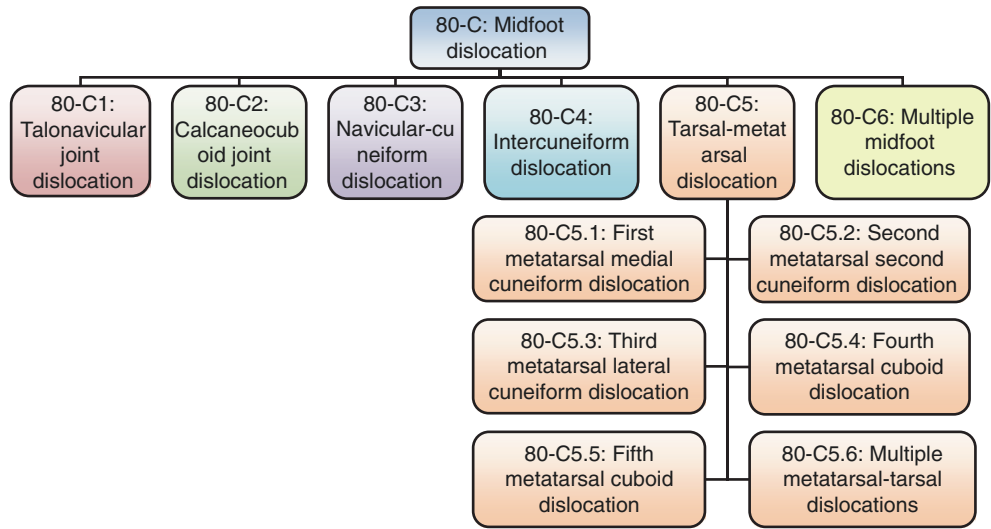 80-C: Midfoot
dislocation
80-C1:
Talonavicular
joint
dislocation
80-C2:
Calcaneocub
oid joint
dislocation
80-C3:
Navicular-cu
neiform
dislocation
80-C4:
Intercuneiform
dislocation
80-C5:
Tarsal-metat
arsal
dislocation
80-C6: Multiple
midfoot
dislocations
80-C5.1: First
metatarsal medial
cuneiform dislocation
80-C5.2: Second
metatarsal second
cuneiform dislocation
80-C5.3: Third
metatarsal lateral
cuneiform dislocation
80-C5.4: Fourth
metatarsal cuboid
dislocation
80-C5.5: Fifth
metatarsal cuboid
dislocation
80-C5.6: Multiple
metatarsal-tarsal
dislocations